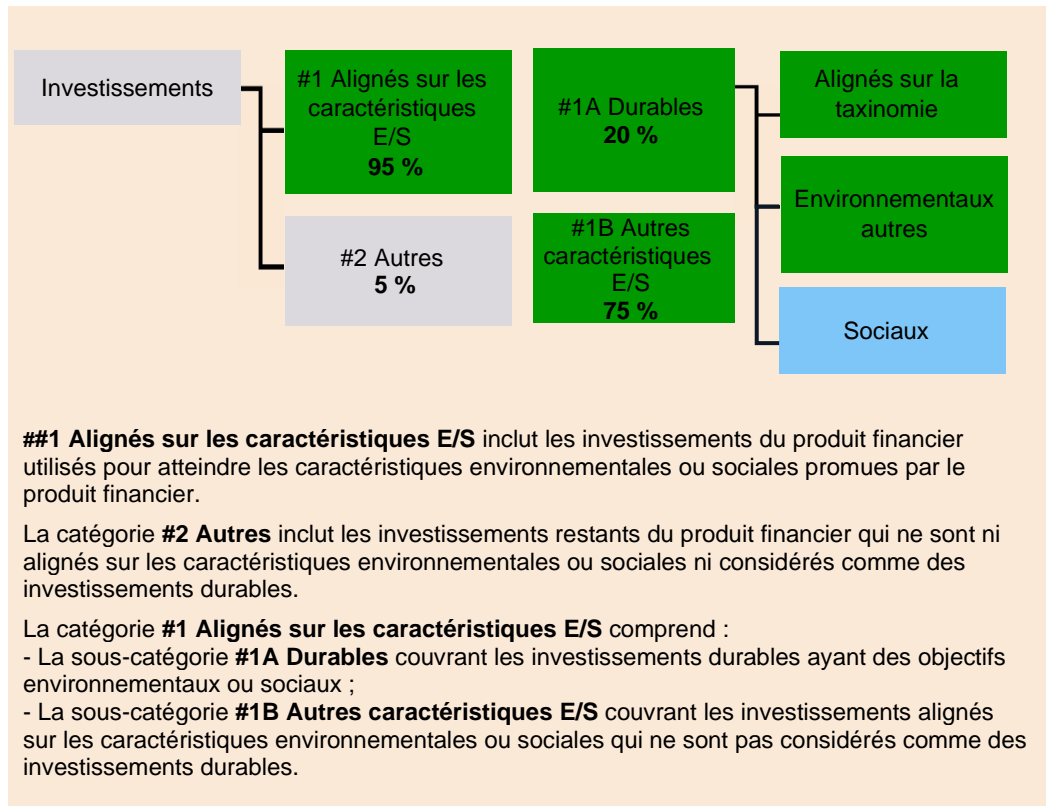 Investissements
#1 Alignés sur les
caractéristiques
E/S
95 %
#2 Autres
5 %
#1A Durables
20 %
#1B Autres
caractéristiques
E/S
75 %
Alignés sur la
taxinomie
Environnementaux
autres
Sociaux
##1 Alignés sur les caractéristiques E/S inclut les investissements du produit financier
utilisés pour atteindre les caractéristiques environnementales ou sociales promues par le
produit financier.
La catégorie #2 Autres inclut les investissements restants du produit financier qui ne sont ni
alignés sur les caractéristiques environnementales ou sociales ni considérés comme des
investissements durables.
La catégorie #1 Alignés sur les caractéristiques E/S comprend :
- La sous-catégorie #1A Durables couvrant les investissements durables ayant des objectifs
environnementaux ou sociaux ;
- La sous-catégorie #1B Autres caractéristiques E/S couvrant les investissements alignés
sur les caractéristiques environnementales ou sociales qui ne sont pas considérés comme des
investissements durables.